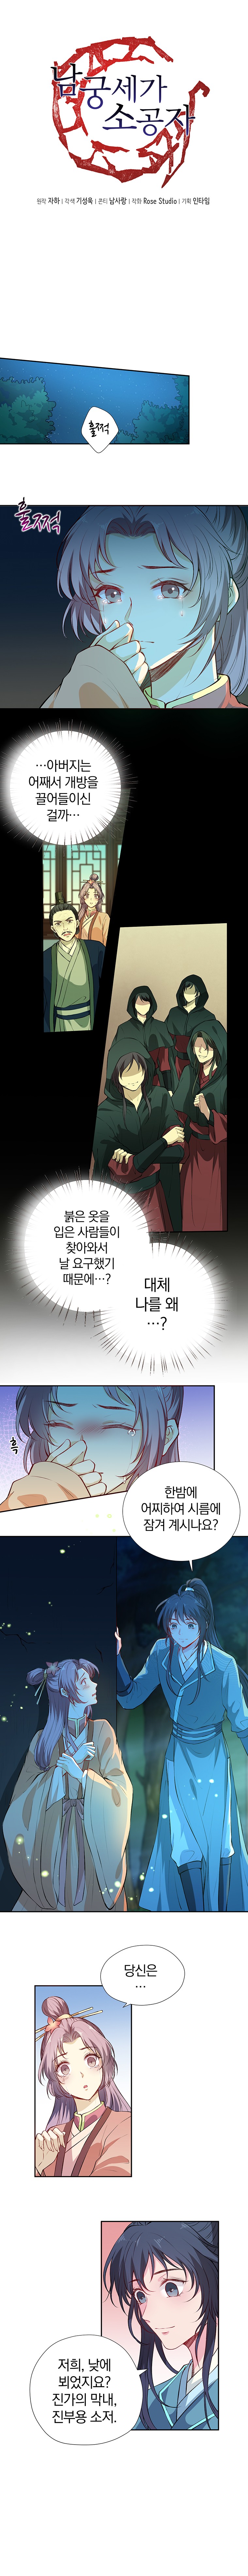 남궁세가
소공자
원작 자하 | 각색 기성욱 | 콘티 남사랑 | 작화 Rose Studio | 기획 인타임
훌쩍
훌쩍
…아버지는
어째서 개방을
끌어들이신
걸까…
붉은 옷을
입은 사람들이
찾아와서
날 요구했기
때문에…?
대체
나를 왜
…?
흑
한밤에
어찌하여 시름에
잠겨 계시나요?
당신은
…
저희, 낮에
뵈었지요?
진가의 막내,
진부용 소저.